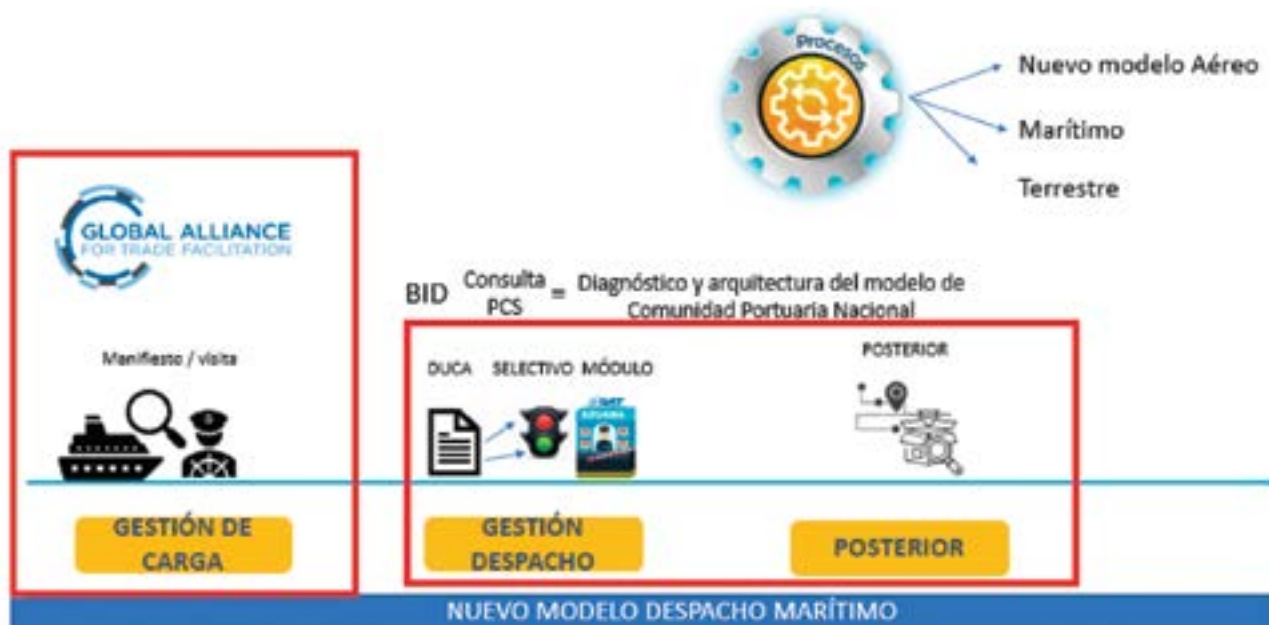 Procesos
Nuevo modelo Aéreo
Marítimo
Terrestre
GLOBAL ALLIANCE
FOR TRADE FACILITATION
BID Consulta PCS = Diagnóstico y arquitectura del modelo de
Comunidad Portuaria Nacional
Manifiesto / visita
DUCA SELECTIVO MÓDULO
POSTERIOR
SAT
ADUANA
GESTIÓN DE
CARGA
GESTIÓN
DESPACHO
POSTERIOR
NUEVO MODELO DESPACHO MARÍTIMO